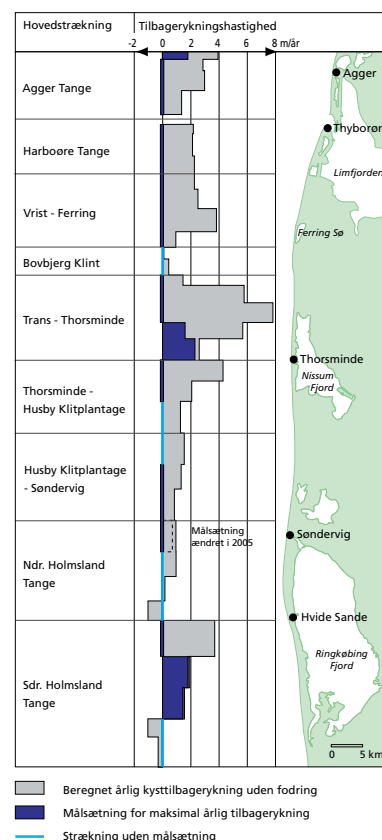 Hovedstrækning
Tilbagerykningshastighed
-2 0 2 4 6 8 m/år
Agger Tange
Harboøre Tange
Vrist - Ferring
Bovbjerg Klint
Trans - Thorsminde
Thorsminde -
Husby Klitplantage
Husby Klitplantage
- Søndervig
Målsætning
ændret i 2005
Ndr. Holmsland
Tange
Sdr. Holmsland
Tange
Agger
Thyborøn
Limfjorden
Ferring Sø
Thorsminde
Nissum
Fjord
Søndervig
Hvide Sande
Ringkøbing
Fjord
0 5 km
Beregnet årlig kysttilbagerykning uden fodring
Målsætning for maksimal årlig tilbagerykning
Strækning uden målsætning